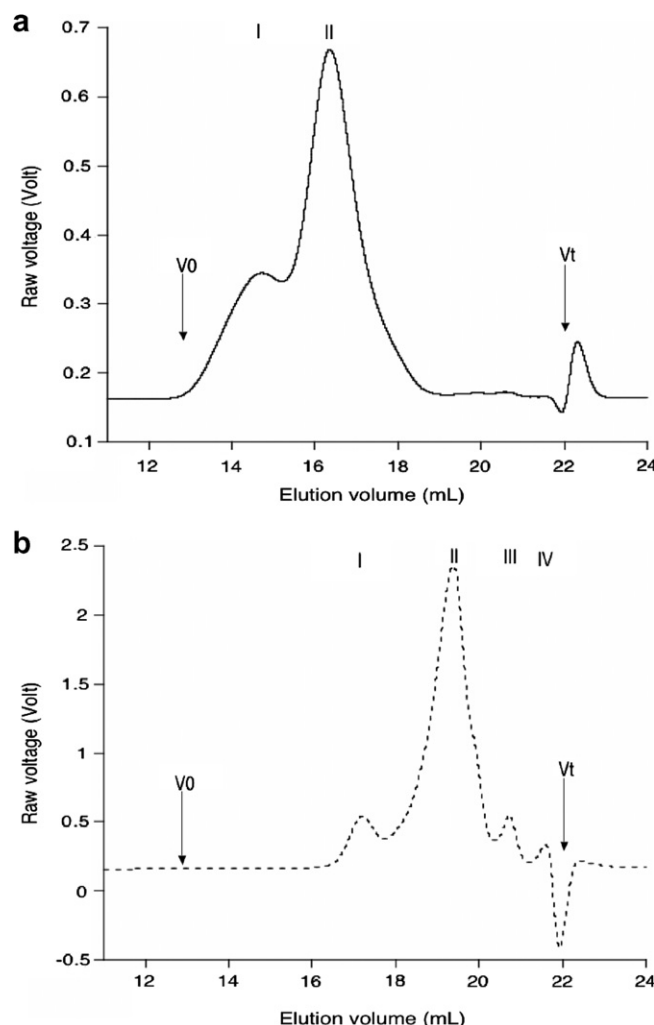 a
I II
0.7
0.6
0.5
0.4
0.3
0.2
0.1
Raw voltage (Volt)
V0
Vt
12 14 16 18 20 22 24
Elution volume (mL)
b
I II III IV
2.5
2
1.5
1
0.5
0
-0.5
Raw voltage (Volt)
V0
Vt
12 14 16 18 20 22 24
Elution volume (mL)